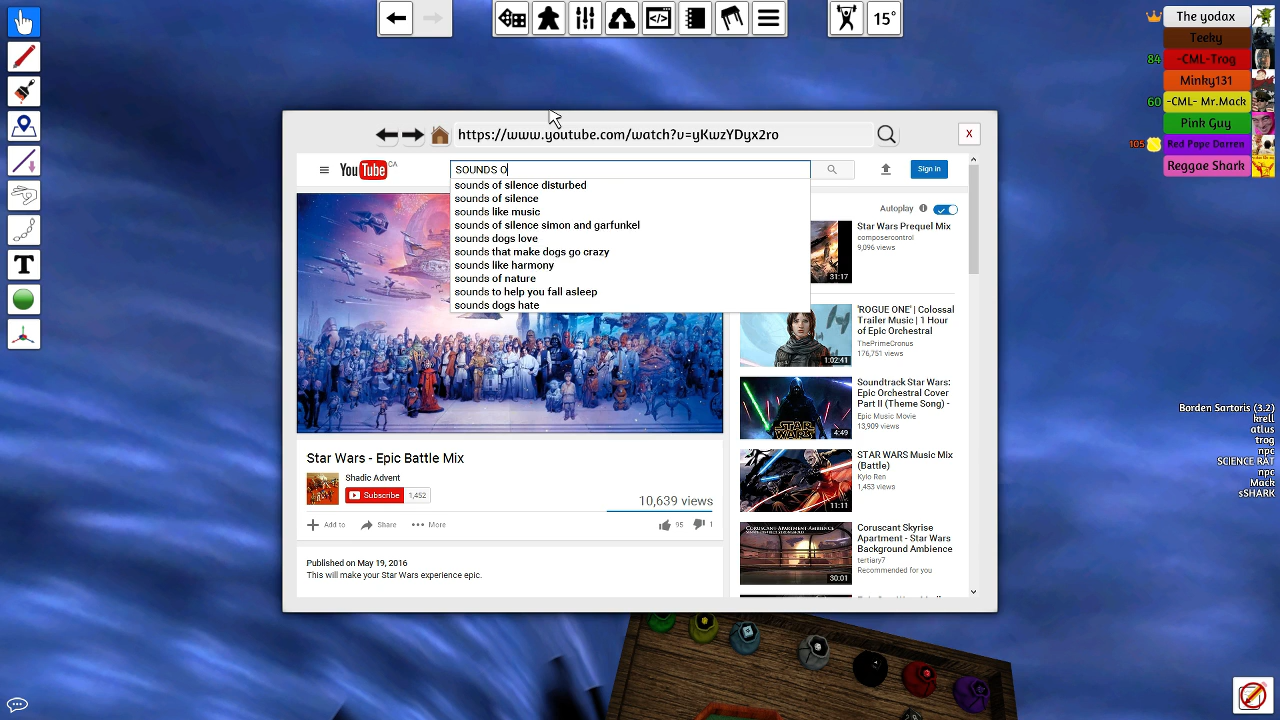 15°
The yodax
Teeky
84 -CML-Trog
Minky131
60 -CML- Mr.Mack
Pink Guy
105 Red Pope Darren
Reggae Shark
https://www.youtube.com/watch?v=yKwzYDyx2ro
X
YouTube CA
SOUNDS O
Sign in
sounds of silence disturbed
sounds of silence
sounds like music
sounds of silence simon and garfunkel
sounds dogs love
sounds that make dogs go crazy
sounds like harmony
sounds of nature
sounds to help you fall asleep
sounds dogs hate
Autoplay
Star Wars Prequel Mix
composercontrol
9,096 views
31:17
'ROGUE ONE' | Colossal
Trailer Music | 1 Hour
of Epic Orchestral
ThePrimeCronus
176,751 views
1:02:41
Soundtrack Star Wars:
Epic Orchestral Cover
Part II (Theme Song) -
Epic Music Movie
13,909 views
4:49
STAR WARS Music Mix
(Battle)
Kylo Ren
1,453 views
11:11
Coruscant Skyrise
Apartment - Star Wars
Background Ambience
tertiary7
Recommended for you
CORUSCANT APARTMENT AMBIENCE
30:01
Star Wars - Epic Battle Mix
Shadic Advent
Subscribe 1,452
10,639 views
Add to Share More
95 1
Published on May 19, 2016
This will make your Star Wars experience epic.
Borden Sartoris (3.2)
krell
atlus
trog
npc
SCIENCE RAT
npc
Mack
sSHARK
T